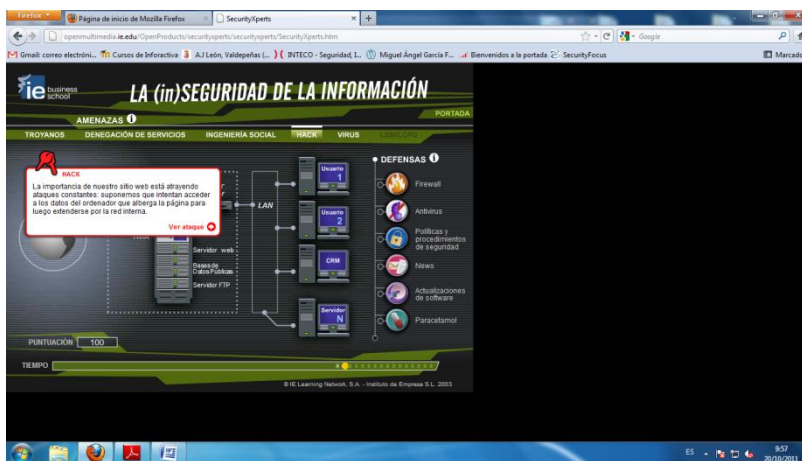 Firefox
Página de inicio de Mozilla Firefox
SecurityXperts
openmultimedia.ie.edu/OpenProducts/securityxperts/securityxperts/SecurityXperts.htm
Google
Gmail: correo electróni...
Cursos de Inforactiva
A.J León, Valdepeñas (...
INTECO - Seguridad, I...
Miguel Ángel García F...
Bienvenidos a la portada
SecurityFocus
Marcado
ie business school
LA (in)SEGURIDAD DE LA INFORMACIÓN
AMENAZAS
PORTADA
TROYANOS
DENEGACIÓN DE SERVICIOS
INGENIERÍA SOCIAL
HACK
VIRUS
DEFENSAS
HACK
La importancia de nuestro sitio web está atrayendo
ataques constantes: suponemos que intentan acceder
a los datos del ordenador que alberga la página para
luego extenderse por la red interna.
Ver ataque
LAN
Servidor web
Bases de
Datos Públicas
Servidor FTP
Usuario
1
Usuario
2
CRM
Servidor
N
Firewall
Antivirus
Políticas y
procedimientos
de seguridad
News
Actualizaciones
de software
Paracetamol
PUNTUACIÓN 100
TIEMPO
© IE Learning Network, S.A. - Instituto de Empresa S.L. 2003
ES
9:57
20/10/2011